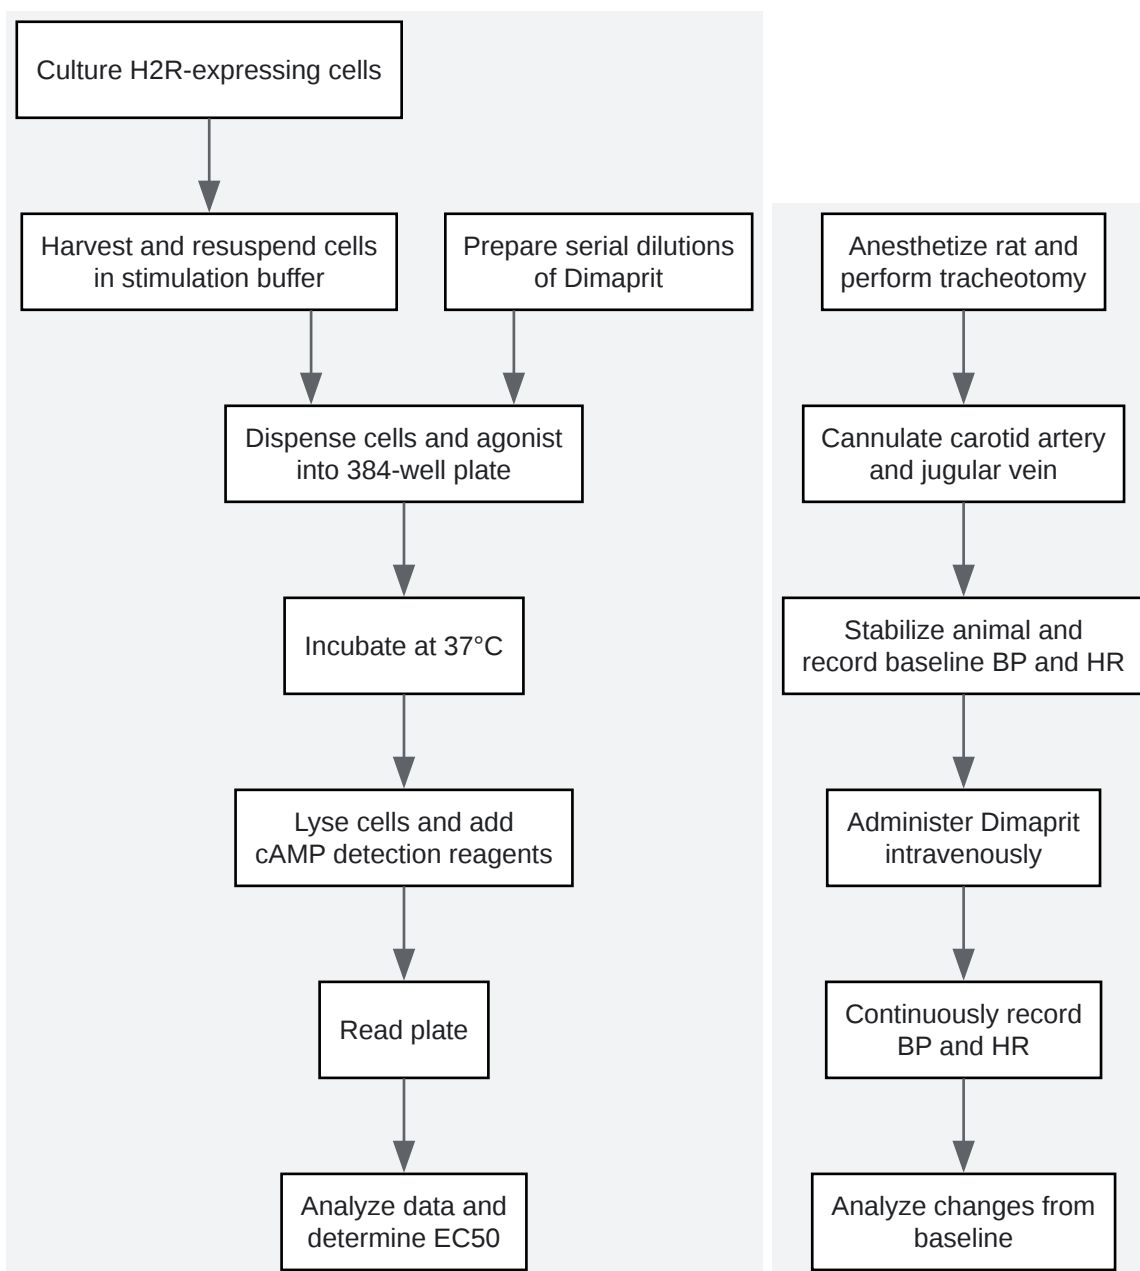 Culture H2R-expressing cells
Harvest and resuspend cells
in stimulation buffer
Prepare serial dilutions
of Dimaprit
Dispense cells and agonist
into 384-well plate
Incubate at 37°C
Lyse cells and add
cAMP detection reagents
Read plate
Analyze data and
determine EC50
Anesthetize rat and
perform tracheotomy
Cannulate carotid artery
and jugular vein
Stabilize animal and
record baseline BP and HR
Administer Dimaprit
intravenously
Continuously record
BP and HR
Analyze changes from
baseline